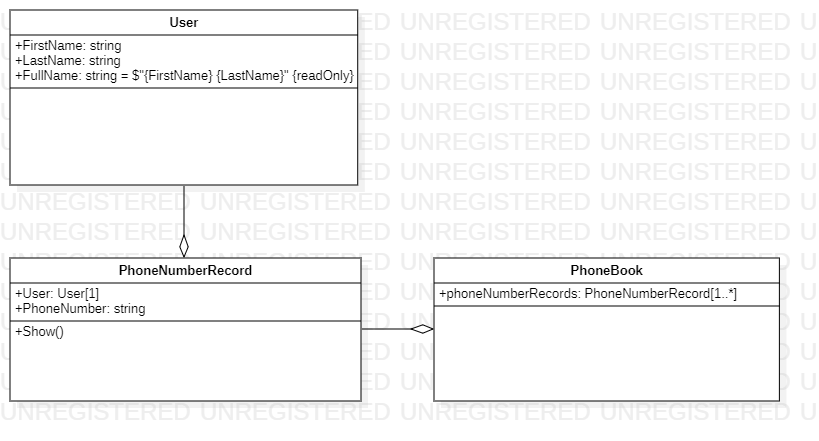 User
+FirstName: string
+LastName: string
+FullName: string = $"{FirstName} {LastName}" {readOnly}
PhoneNumberRecord
+User: User[1]
+PhoneNumber: string
+Show()
PhoneBook
+phoneNumberRecords: PhoneNumberRecord[1..*]
UNREGISTERED UNREGISTERED UNREGISTERED UNREGISTERED